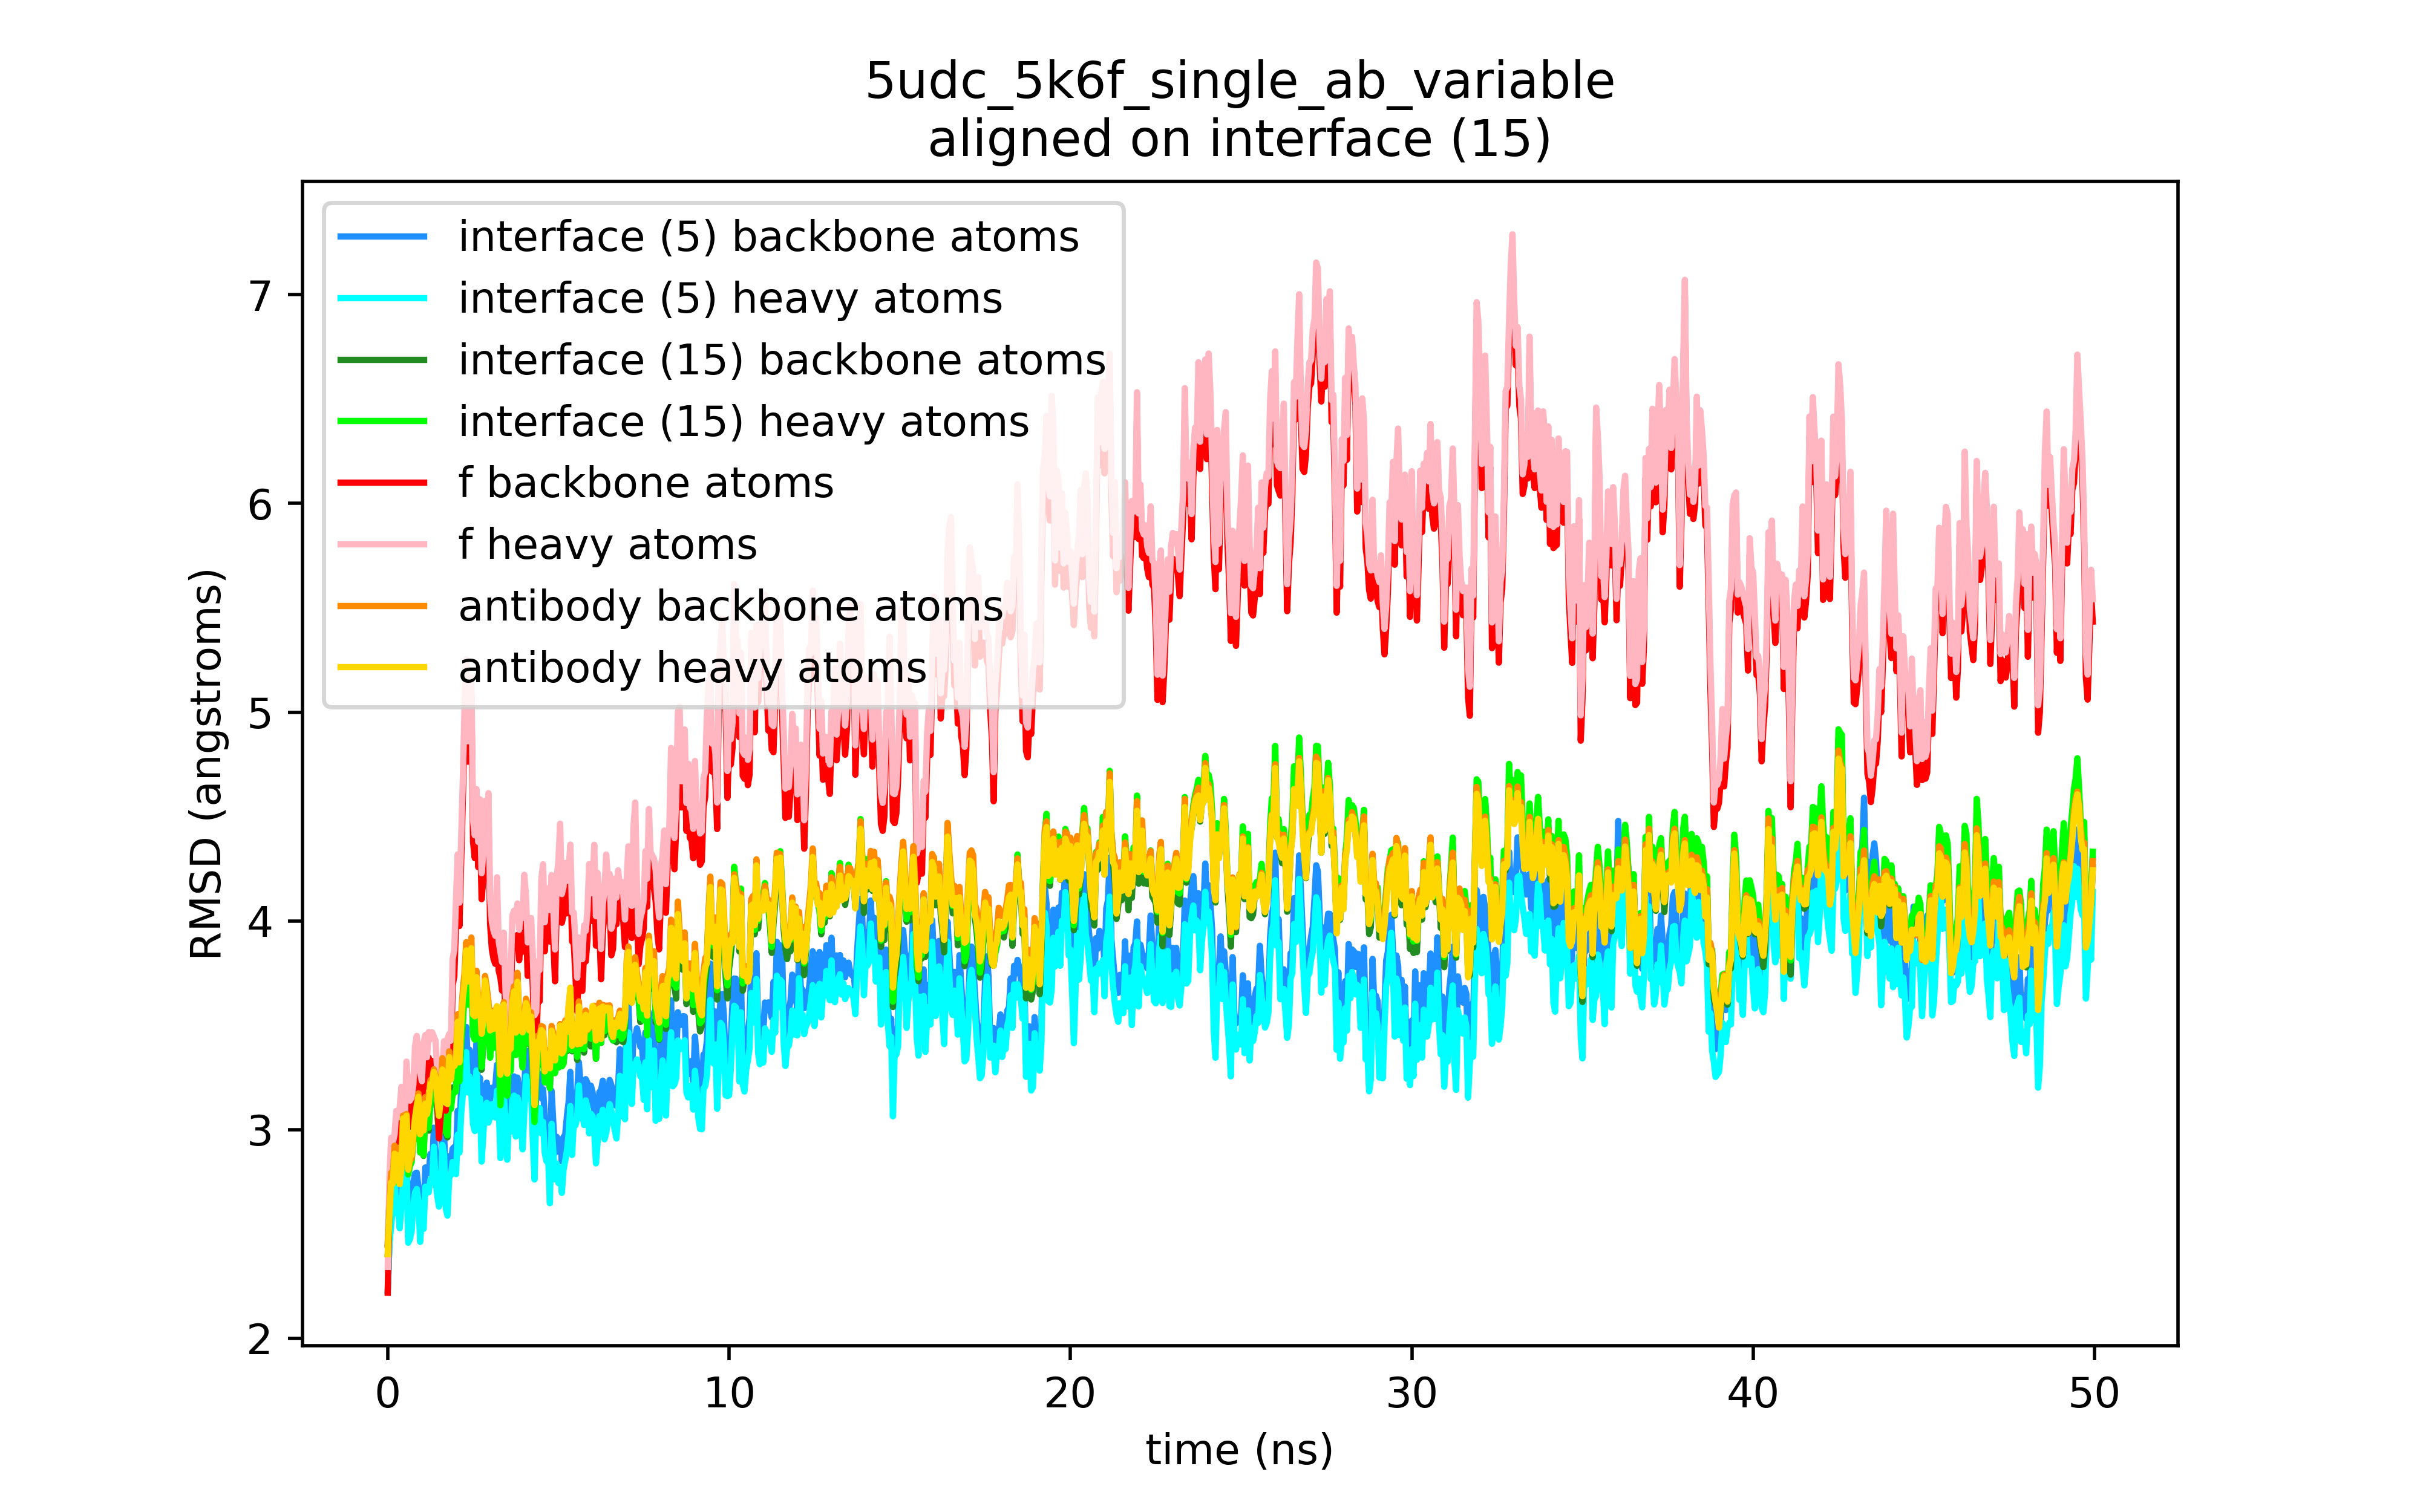 5udc_5k6f_single_ab_variable
aligned on interface (15)
interface (5) backbone atoms
interface (5) heavy atoms
interface (15) backbone atoms
interface (15) heavy atoms
f backbone atoms
f heavy atoms
antibody backbone atoms
antibody heavy atoms
RMSD (angstroms)
7
6
5
4
3
2
0 10 20 30 40 50
time (ns)